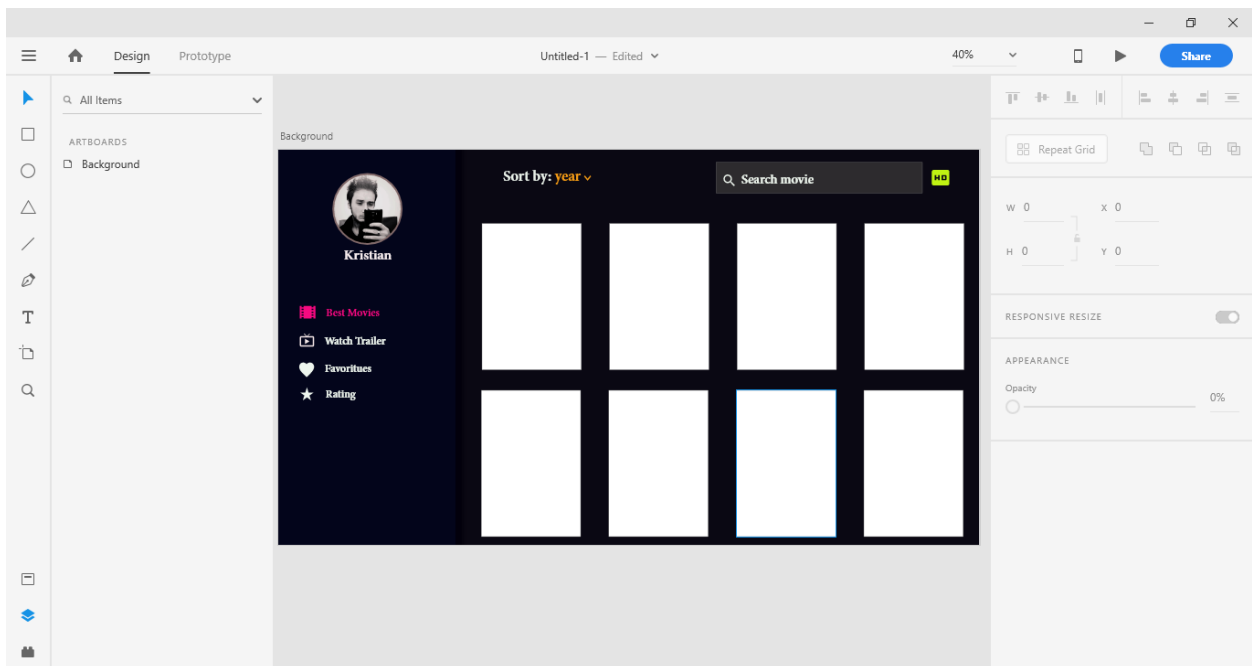 Design Prototype Untitled-1 — Edited 40% Share
All Items
ARTBOARDS
Background
Background
Kristian
Best Movies
Watch Trailer
Favoritues
Rating
Sort by: year
Search movie
HD
Repeat Grid
W 0 X 0
H 0 Y 0
RESPONSIVE RESIZE
APPEARANCE
Opacity
0%